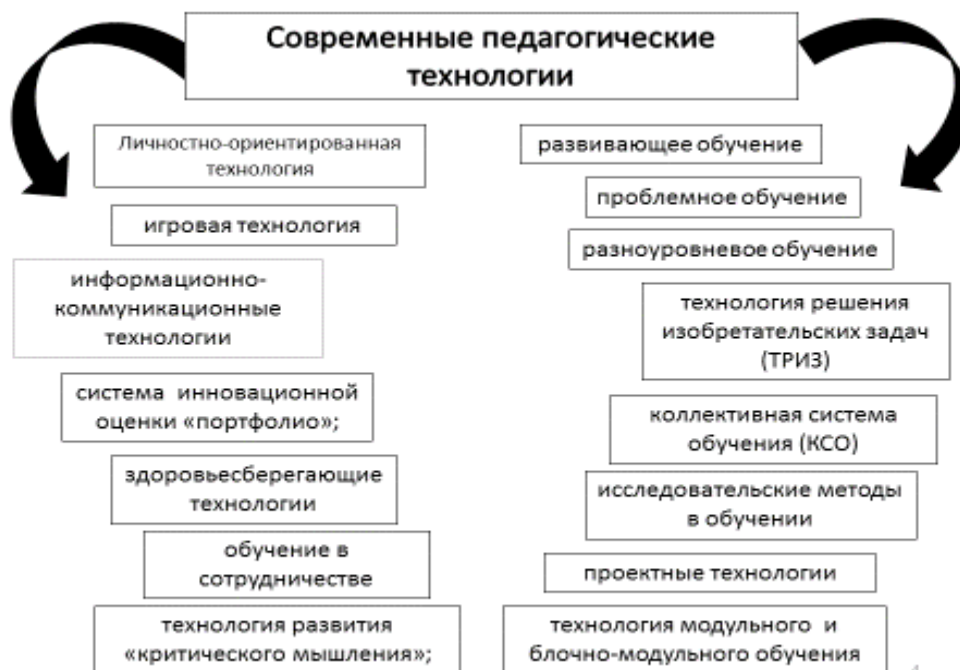 Современные педагогические
технологии
Личностно-ориентированная
технология
игровая технология
информационно-
коммуникационные
технологии
система инновационной
оценки «портфолио»;
здоровьесберегающие
технологии
обучение в
сотрудничестве
технология развития
«критического мышления»;
развивающее обучение
проблемное обучение
разноуровневое обучение
технология решения
изобретательских задач
(ТРИЗ)
коллективная система
обучения (КСО)
исследовательские методы
в обучении
проектные технологии
технология модульного и
блочно-модульного обучения